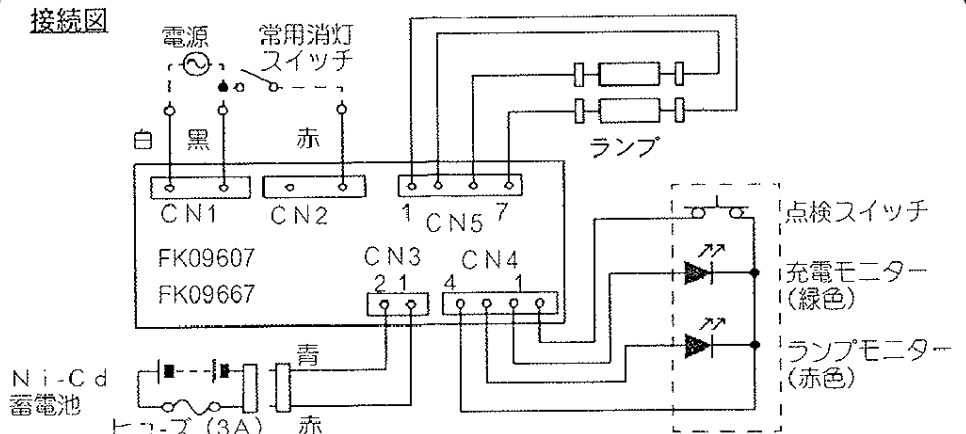 接続図
電源
常用消灯
スイッチ
白
黒
赤
ランプ
CN1
CN2
1
CN5
7
FK09607
FK09667
CN3
2 1
CN4
4
1
点検スイッチ
充電モニター
(緑色)
ランプモニター
(赤色)
青
赤
Ni-Cd
蓄電池
ヒューズ (3A)